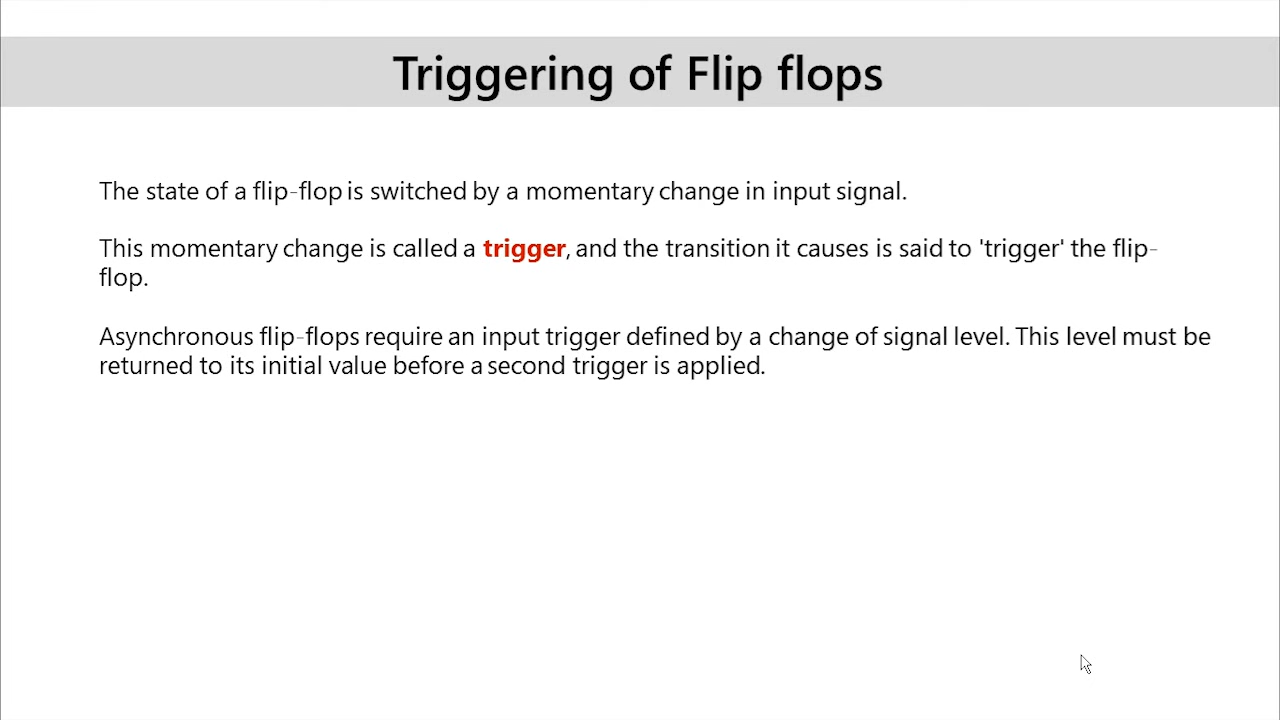 Triggering of Flip flops
The state of a flip-flop is switched by a momentary change in input signal.
This momentary change is called a trigger, and the transition it causes is said to 'trigger' the flip-
flop.
Asynchronous flip-flops require an input trigger defined by a change of signal level. This level must be
returned to its initial value before a second trigger is applied.